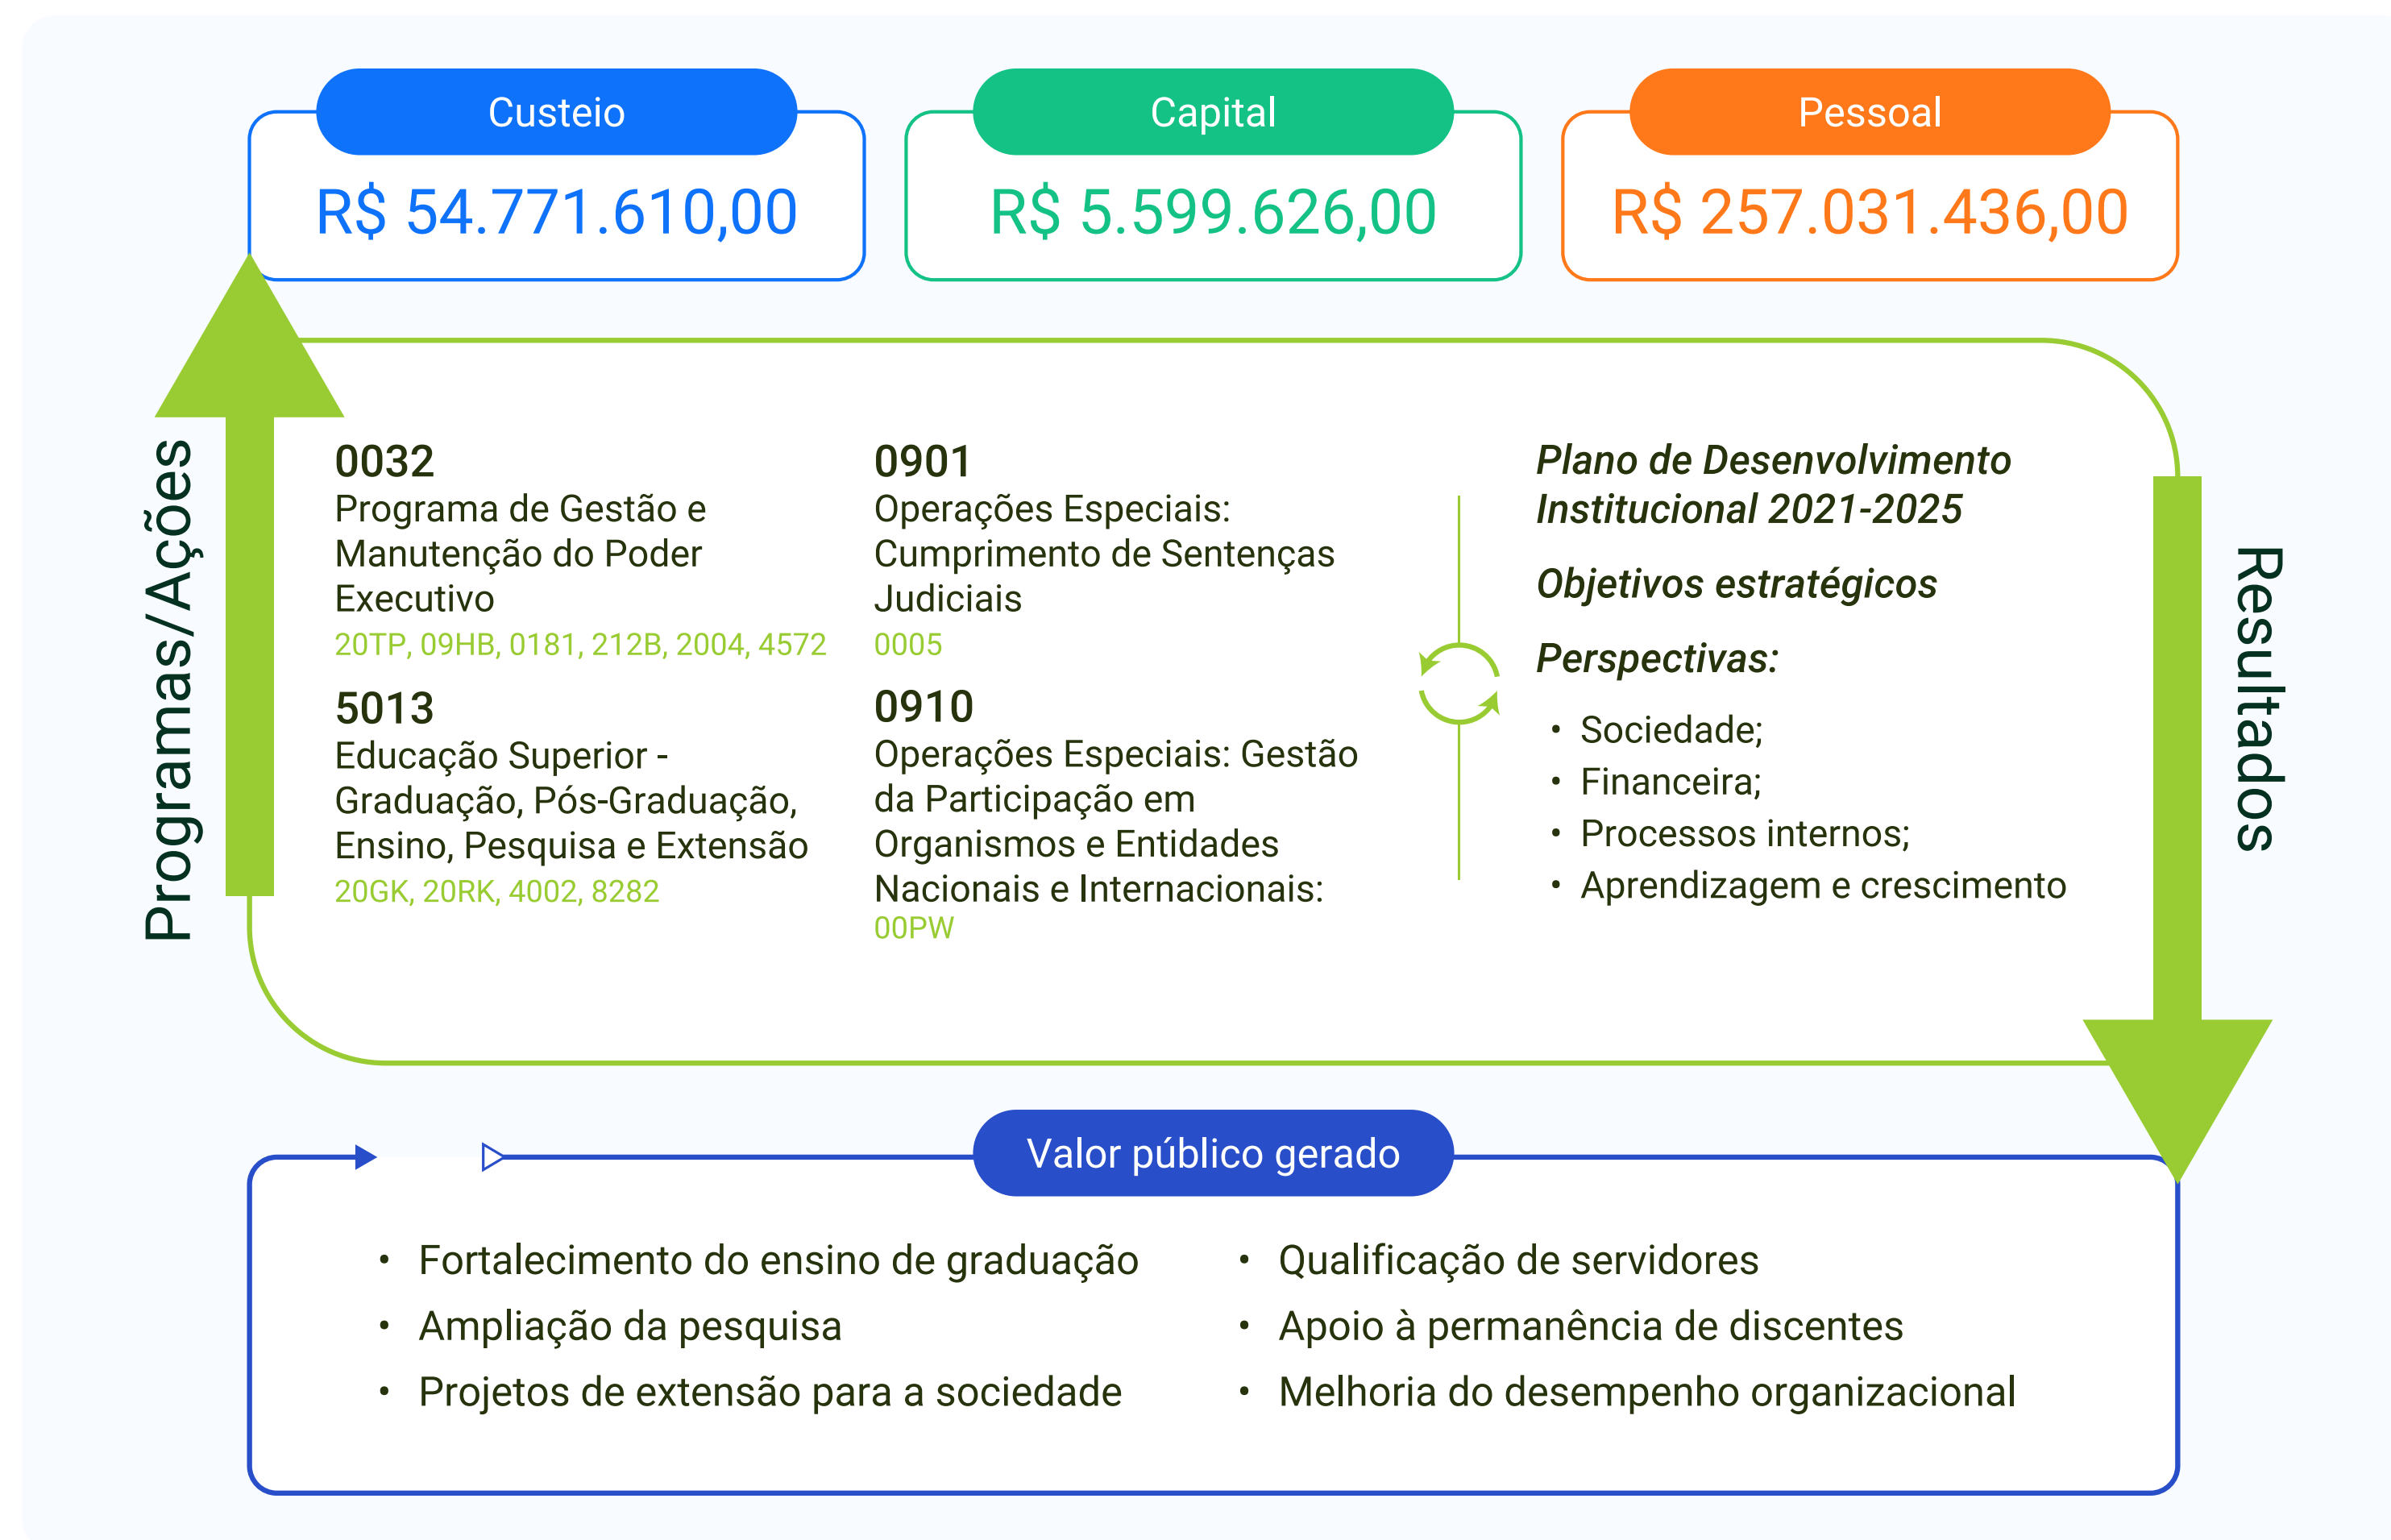 Custeio
R$ 54.771.610,00
Capital
R$ 5.599.626,00
Pessoal
R$ 257.031.436,00
Programas/Ações
0032
Programa de Gestão e
Manutenção do Poder
Executivo
20TP, 09HB, 0181, 212B, 2004, 4572
5013
Educação Superior -
Graduação, Pós-Graduação,
Ensino, Pesquisa e Extensão
20GK, 20RK, 4002, 8282
0901
Operações Especiais:
Cumprimento de Sentenças
Judiciais
0005
0910
Operações Especiais: Gestão
da Participação em
Organismos e Entidades
Nacionais e Internacionais:
00PW
Plano de Desenvolvimento
Institucional 2021-2025
Objetivos estratégicos
Perspectivas:
• Sociedade;
• Financeira;
• Processos internos;
• Aprendizagem e crescimento
Resultados
Valor público gerado
• Fortalecimento do ensino de graduação
• Ampliação da pesquisa
• Projetos de extensão para a sociedade
• Qualificação de servidores
• Apoio à permanência de discentes
• Melhoria do desempenho organizacional